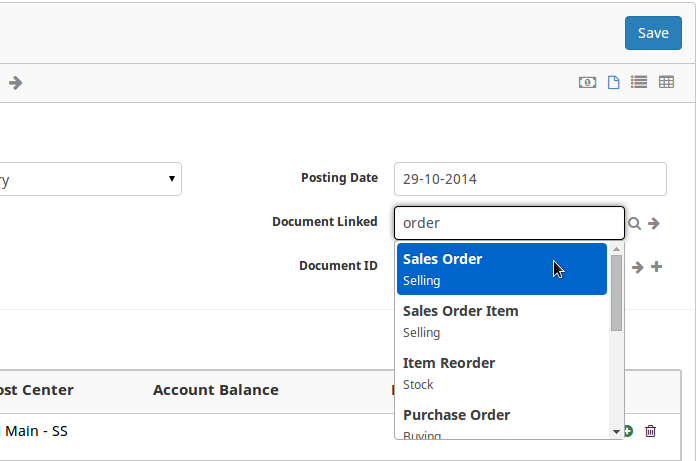 Save
ry
Posting Date
29-10-2014
Document Linked
order
Document ID
Sales Order
Selling
Sales Order Item
Selling
Item Reorder
Stock
Purchase Order
Buying
ost Center
Account Balance
Main - SS